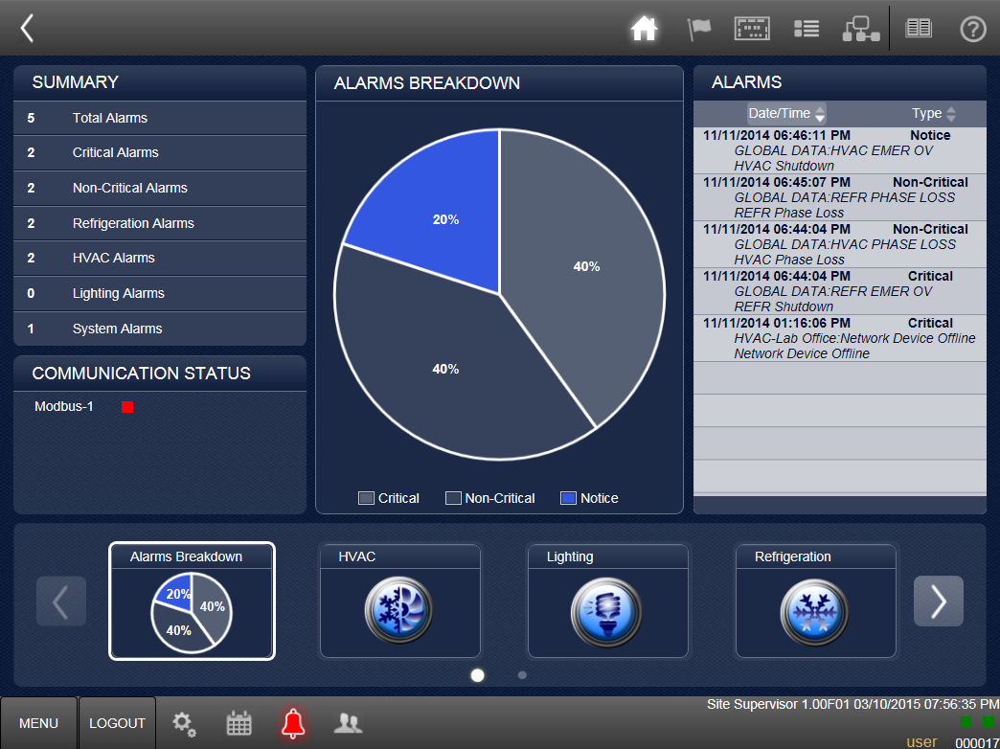 SUMMARY
5 Total Alarms
2 Critical Alarms
2 Non-Critical Alarms
2 Refrigeration Alarms
2 HVAC Alarms
0 Lighting Alarms
1 System Alarms
COMMUNICATION STATUS
Modbus-1
ALARMS BREAKDOWN
20%
40%
40%
Critical Non-Critical Notice
ALARMS
Date/Time Type
11/11/2014 06:46:11 PM Notice
GLOBAL DATA:HVAC EMER OV
HVAC Shutdown
11/11/2014 06:45:07 PM Non-Critical
GLOBAL DATA:REFR PHASE LOSS
REFR Phase Loss
11/11/2014 06:44:04 PM Non-Critical
GLOBAL DATA:HVAC PHASE LOSS
HVAC Phase Loss
11/11/2014 06:44:04 PM Critical
GLOBAL DATA:REFR EMER OV
REFR Shutdown
11/11/2014 01:16:06 PM Critical
HVAC-Lab Office:Network Device Offline
Network Device Offline
Alarms Breakdown
20%
40%
40%
HVAC
Lighting
Refrigeration
MENU
LOGOUT
Site Supervisor 1.00F01 03/10/2015 07:56:35 PM
user 000017